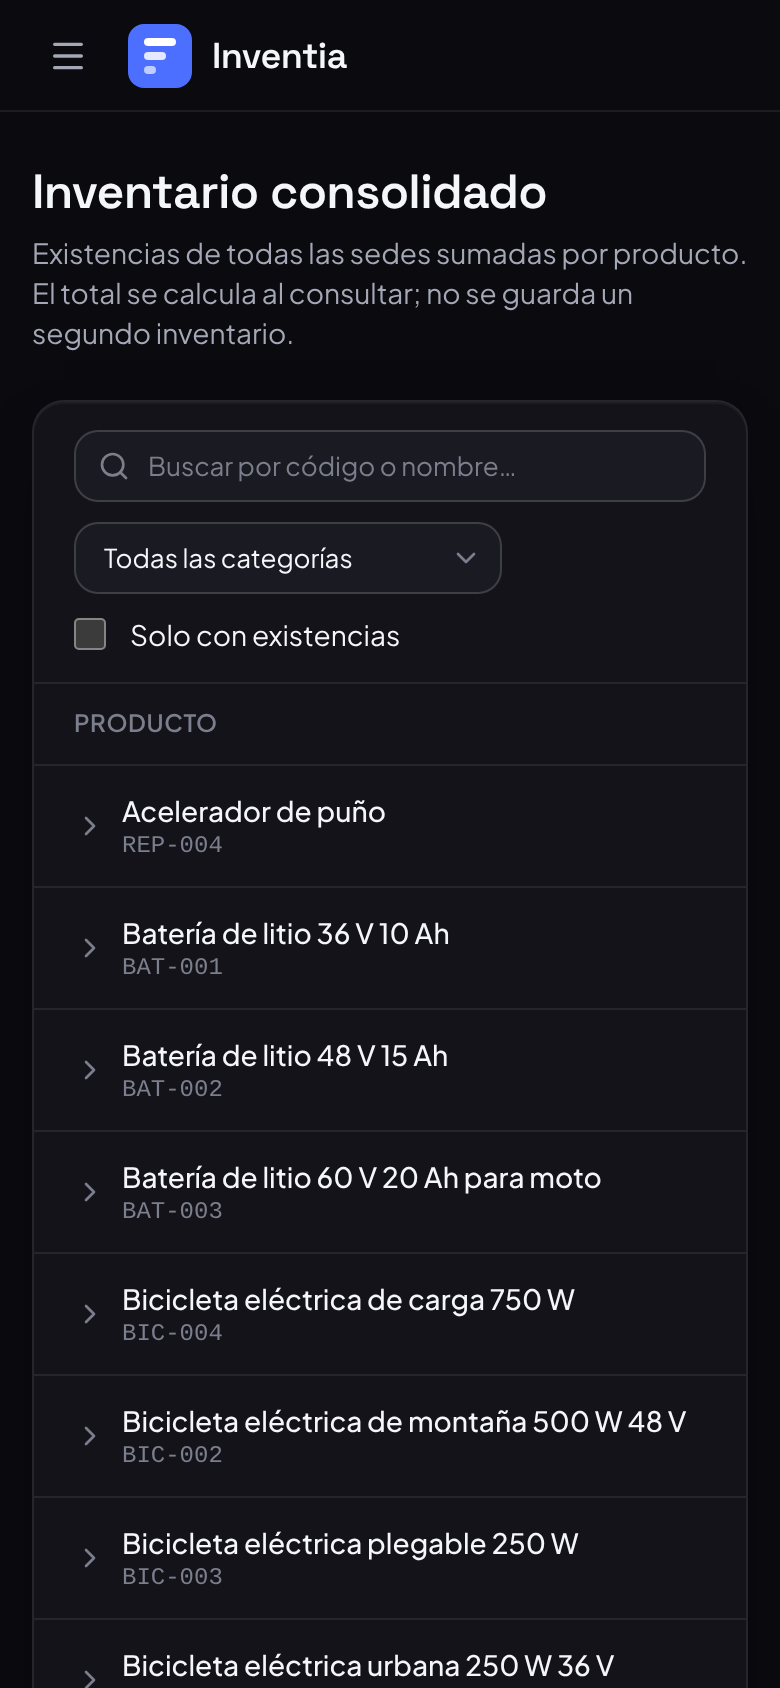 Inventia
Inventario consolidado
Existencias de todas las sedes sumadas por producto.
El total se calcula al consultar; no se guarda un
segundo inventario.
Buscar por código o nombre...
Todas las categorías
Solo con existencias
PRODUCTO
Acelerador de puño
REP-004
Batería de litio 36 V 10 Ah
BAT-001
Batería de litio 48 V 15 Ah
BAT-002
Batería de litio 60 V 20 Ah para moto
BAT-003
Bicicleta eléctrica de carga 750 W
BIC-004
Bicicleta eléctrica de montaña 500 W 48 V
BIC-002
Bicicleta eléctrica plegable 250 W
BIC-003
Bicicleta eléctrica urbana 250 W 36 V